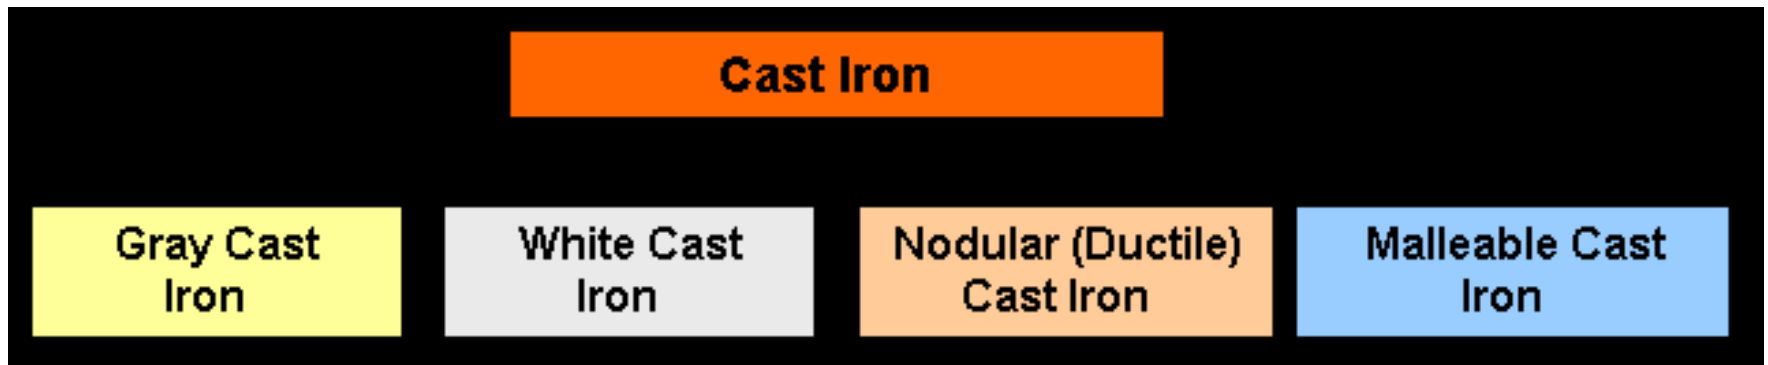 Cast Iron
Gray Cast
Iron
White Cast
Iron
Nodular (Ductile)
Cast Iron
Malleable Cast
Iron